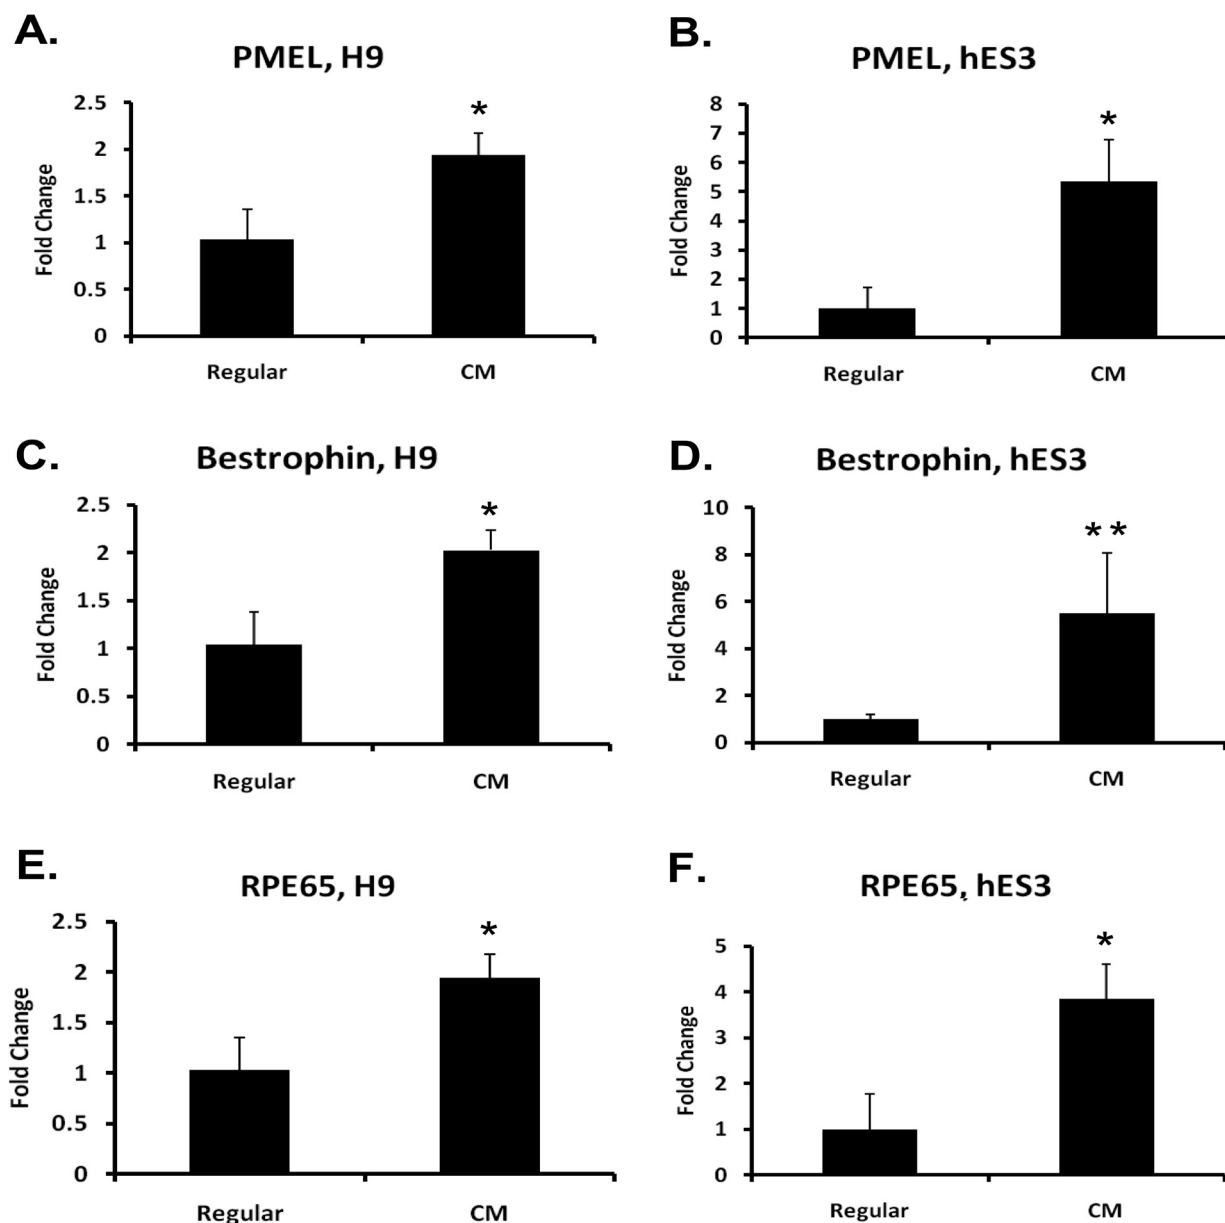 A.
PMEL, H9
2.5
2
1.5
1
0.5
0
Fold Change
*
Regular CM
B.
PMEL, hES3
8
7
6
5
4
3
2
1
0
Fold Change
*
Regular CM
C.
Bestrophin, H9
2.5
2
1.5
1
0.5
0
Fold Change
*
Regular CM
D.
Bestrophin, hES3
10
8
6
4
2
0
Fold Change
* *
Regular CM
E.
RPE65, H9
2.5
2
1.5
1
0.5
0
Fold Change
*
Regular CM
F.
RPE65, hES3
5
4
3
2
1
0
Fold Change
*
Regular CM